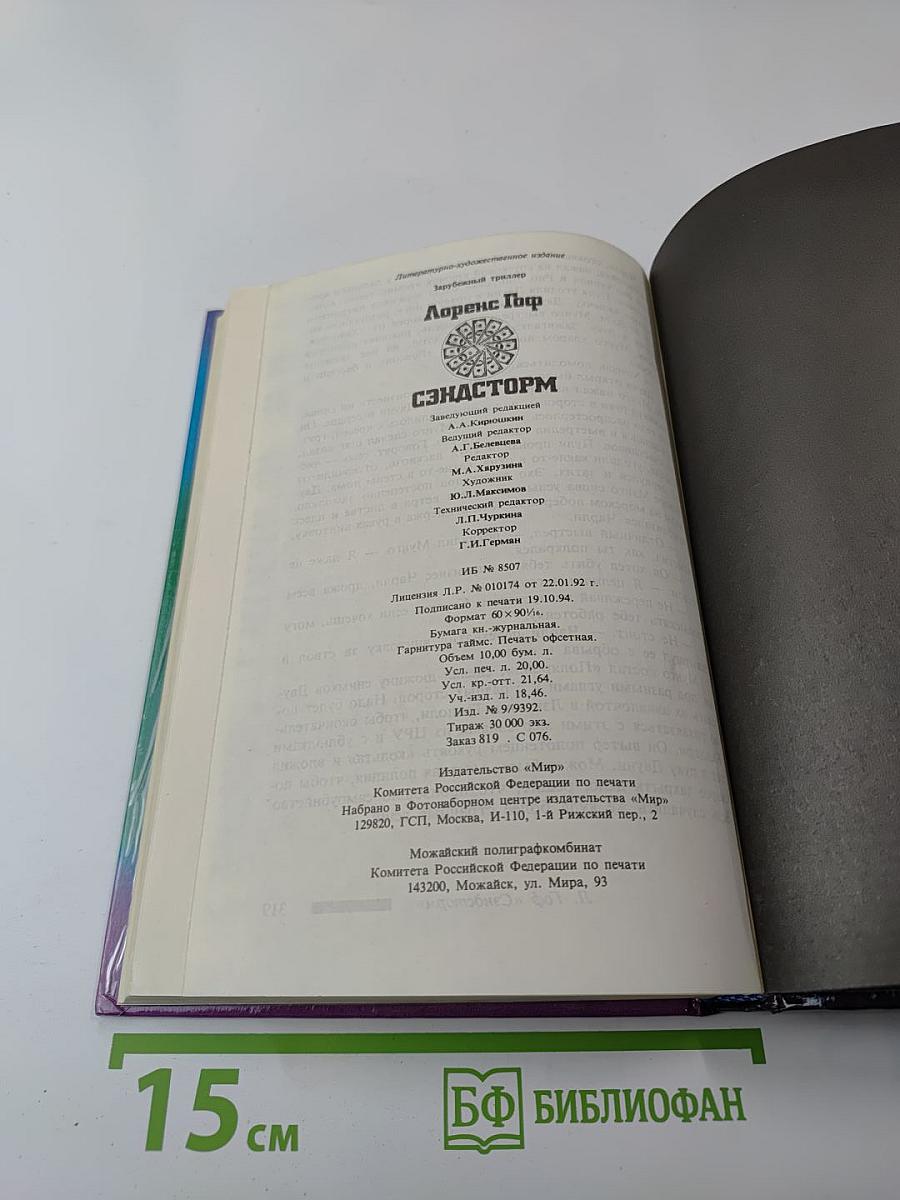 Литературно-художественное издание
Зарубежный триллер
Лоренс Гоф
СЭНДСТОРМ
Заведующий редакцией
А.А.Кирюшкин
Ведущий редактор
А.Г.Белевцева
Редактор
М.А.Харузина
Художник
Ю.Л.Максимов
Технический редактор
Л.П.Чуркина
Корректор
Г.И.Герман
ИБ № 8507
Лицензия Л.Р. № 010174 от 22.01.92 г.
Подписано к печати 19.10.94.
Формат 60×90¹⁄₁₆.
Бумага кн.-журнальная.
Гарнитура таймс. Печать офсетная.
Объем 10,00 бум. л.
Усл. печ. л. 20,00.
Усл. кр.-отт. 21,64.
Уч.-изд. л. 18,46.
Изд. № 9/9392.
Тираж 30 000 экз.
Заказ 819 . С 076.
Издательство «Мир»
Комитета Российской Федерации по печати
Набрано в Фотонаборном центре издательства «Мир»
129820, ГСП, Москва, И-110, 1-й Рижский пер., 2
Можайский полиграфкомбинат
Комитета Российской Федерации по печати
143200, Можайск, ул. Мира, 93
Л. Гоф «Сэндсторм» 319
15 см
БФ БИБЛИОФАН